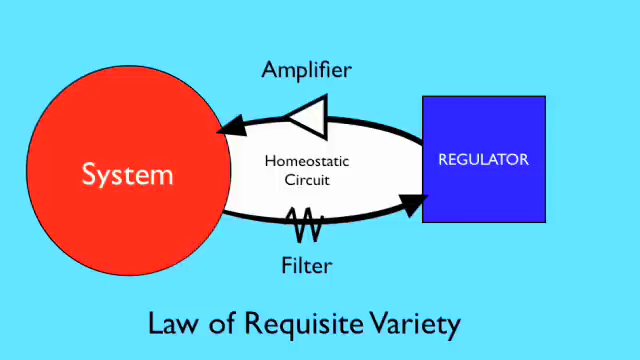 Amplifier
System
Homeostatic
Circuit
REGULATOR
Filter
Law of Requisite Variety